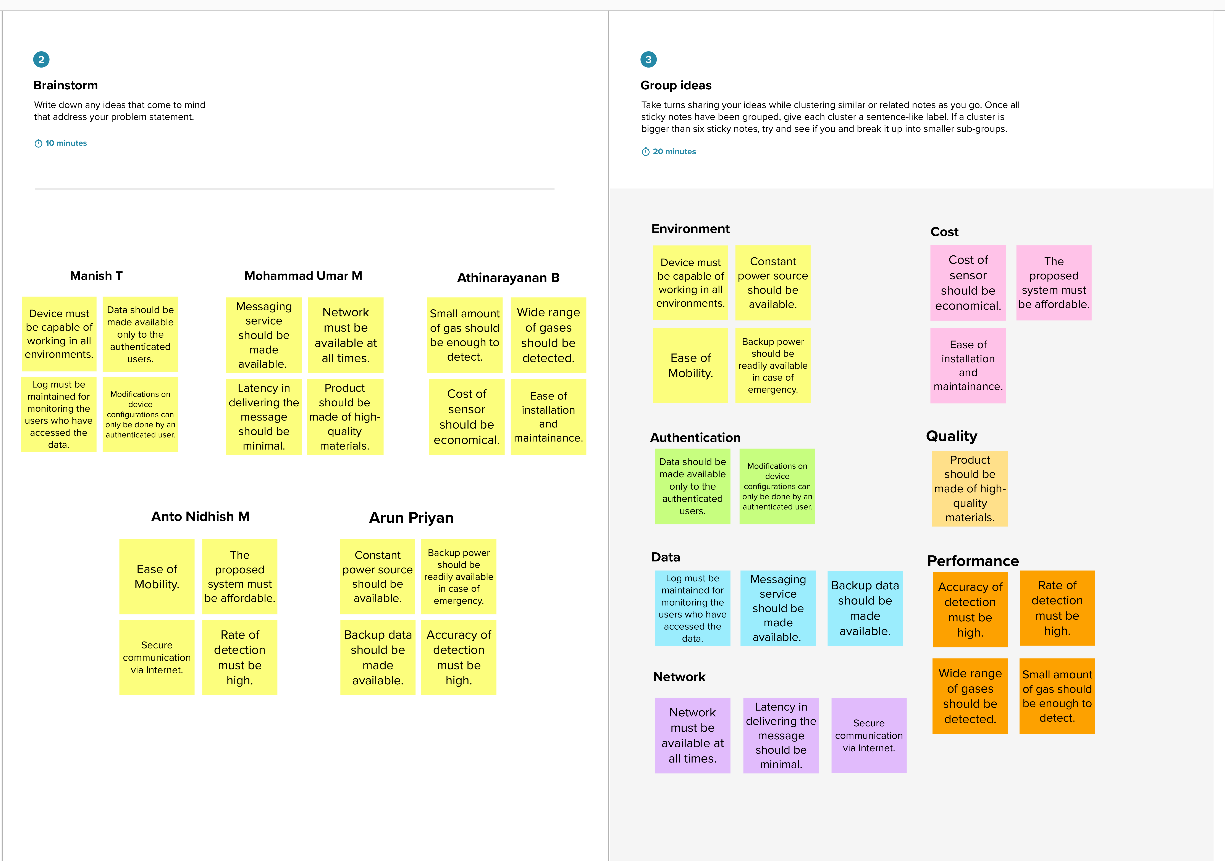 2
Brainstorm
Write down any ideas that come to mind
that address your problem statement.
10 minutes
Manish T
Device must
be capable of
working in all
environments.
Data should be
made available
only to the
authenticated
users.
Log must be
maintained for
monitoring the
users who have
accessed the
data.
Modifications on
device
configurations can
only be done by an
authenticated user.
Mohammad Umar M
Messaging
service
should be
made
available.
Network
must be
available at
all times.
Latency in
delivering the
message
should be
minimal.
Product
should be
made of high-
quality
materials.
Athinarayanan B
Small amount
of gas should
be enough to
detect.
Wide range
of gases
should be
detected.
Cost of
sensor
should be
economical.
Ease of
installation
and
maintainance.
Anto Nidhish M
Ease of
Mobility.
The
proposed
system must
be affordable.
Secure
communication
via Internet.
Rate of
detection
must be
high.
Arun Priyan
Constant
power source
should be
available.
Backup power
should be
readily available
in case of
emergency.
Backup data
should be
made
available.
Accuracy of
detection
must be
high.
3
Group ideas
Take turns sharing your ideas while clustering similar or related notes as you go. Once all
sticky notes have been grouped, give each cluster a sentence-like label. If a cluster is
bigger than six sticky notes, try and see if you and break it up into smaller sub-groups.
20 minutes
Environment
Device must
be capable of
working in all
environments.
Constant
power source
should be
available.
Ease of
Mobility.
Backup power
should be
readily available
in case of
emergency.
Cost
Cost of
sensor
should be
economical.
The
proposed
system must
be affordable.
Ease of
installation
and
maintainance.
Authentication
Data should be
made available
only to the
authenticated
users.
Modifications on
device
configurations can
only be done by an
authenticated user.
Quality
Product
should be
made of high-
quality
materials.
Data
Log must be
maintained for
monitoring the
users who have
accessed the
data.
Messaging
service
should be
made
available.
Backup data
should be
made
available.
Performance
Accuracy of
detection
must be
high.
Rate of
detection
must be
high.
Wide range
of gases
should be
detected.
Small amount
of gas should
be enough to
detect.
Network
Network
must be
available at
all times.
Latency in
delivering the
message
should be
minimal.
Secure
communication
via Internet.